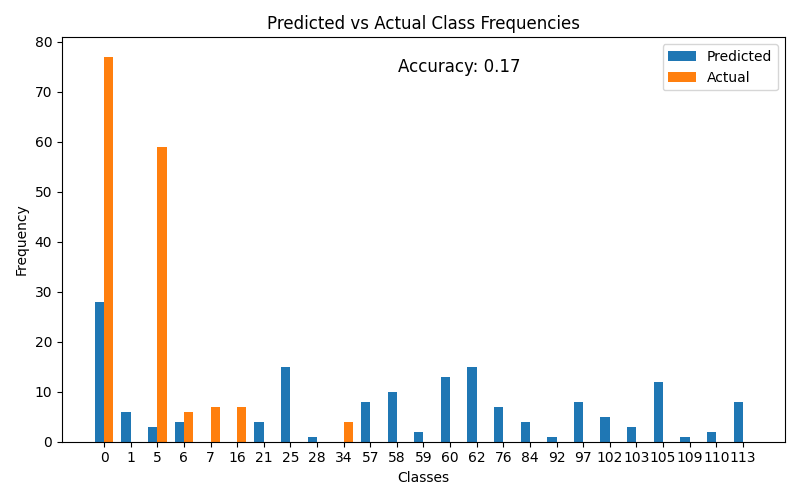 Predicted vs Actual Class Frequencies
Accuracy: 0.17
Predicted
Actual
Frequency
80
70
60
50
40
30
20
10
0
0 1 5 6 7 16 21 25 28 34 57 58 59 60 62 76 84 92 97 102 103 105 109 110 113
Classes